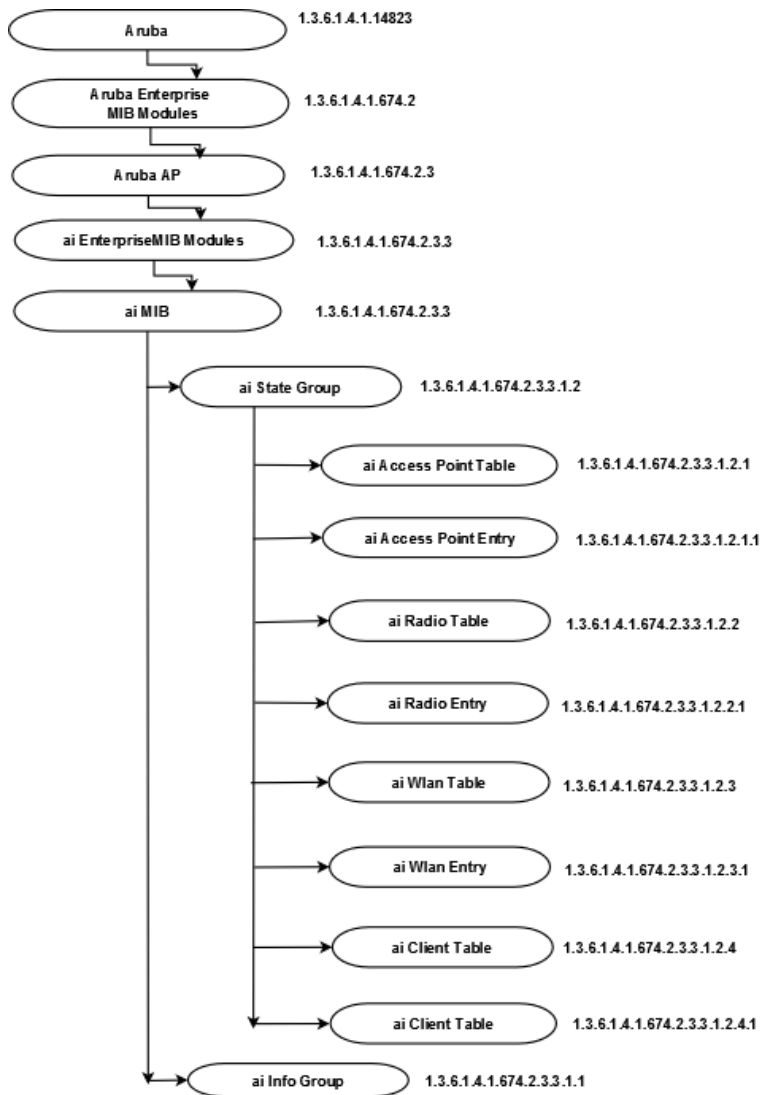 Aruba
1.3.6.1.4.1.14823
Aruba Enterprise
MIB Modules
1.3.6.1.4.1.674.2
Aruba AP
1.3.6.1.4.1.674.2.3
ai EnterpriseMIB Modules
1.3.6.1.4.1.674.2.3.3
ai MIB
1.3.6.1.4.1.674.2.3.3
ai State Group
1.3.6.1.4.1.674.2.3.3.1.2
ai Access Point Table
1.3.6.1.4.1.674.2.3.3.1.2.1
ai Access Point Entry
1.3.6.1.4.1.674.2.3.3.1.2.1.1
ai Radio Table
1.3.6.1.4.1.674.2.3.3.1.2.2
ai Radio Entry
1.3.6.1.4.1.674.2.3.3.1.2.2.1
ai Wlan Table
1.3.6.1.4.1.674.2.3.3.1.2.3
ai Wlan Entry
1.3.6.1.4.1.674.2.3.3.1.2.3.1
ai Client Table
1.3.6.1.4.1.674.2.3.3.1.2.4
ai Client Table
1.3.6.1.4.1.674.2.3.3.1.2.4.1
ai Info Group
1.3.6.1.4.1.674.2.3.3.1.1